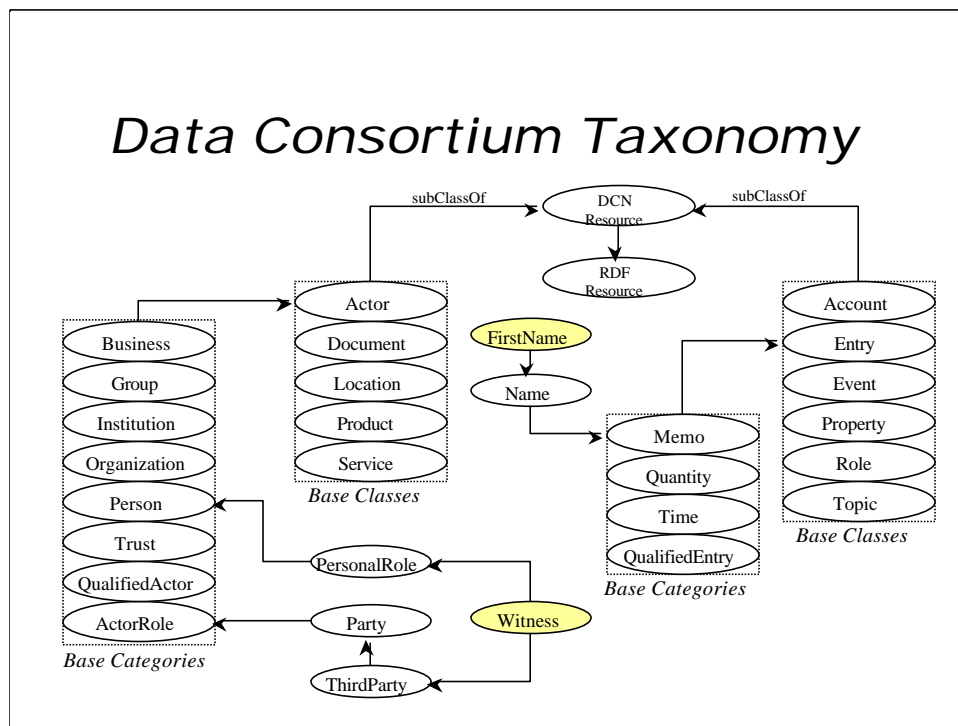 Data Consortium Taxonomy
subClassOf
DCN
Resource
subClassOf
RDF
Resource
Actor
Document
Location
Product
Service
Base Classes
Business
Group
Institution
Organization
Person
Trust
QualifiedActor
ActorRole
Base Categories
FirstName
Name
Memo
Quantity
Time
QualifiedEntry
Base Categories
Account
Entry
Event
Property
Role
Topic
Base Classes
PersonalRole
Party
ThirdParty
Witness